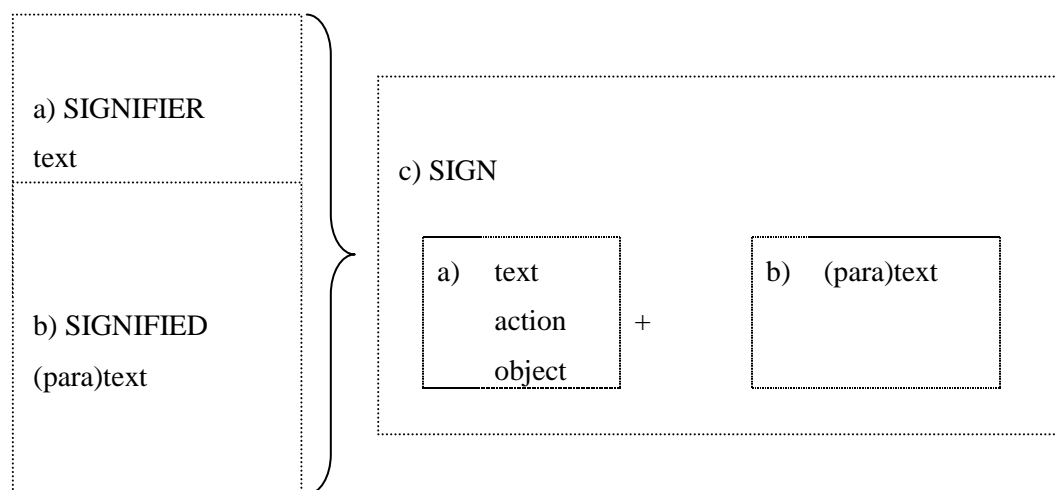 a) SIGNIFIER
text
b) SIGNIFIED
(para)text
c) SIGN
a) text
action
object
+
b) (para)text